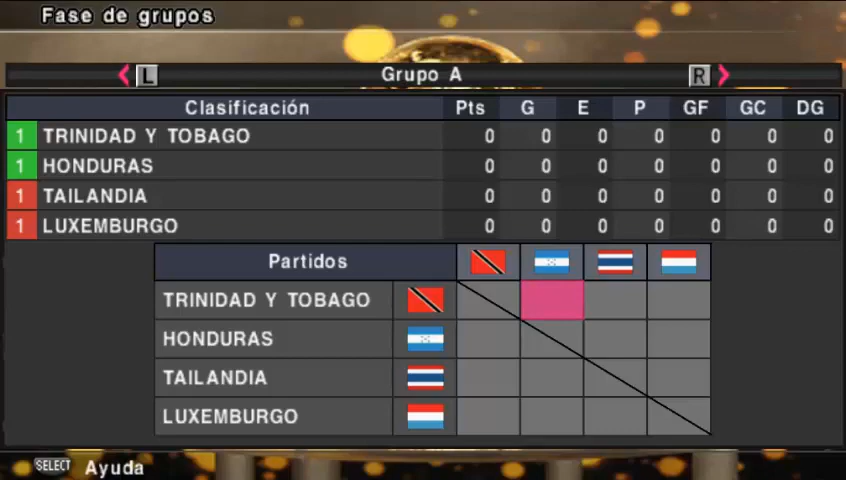 Fase de grupos
L Grupo A R
Clasificación Pts G E P GF GC DG
1 TRINIDAD Y TOBAGO 0 0 0 0 0 0 0
1 HONDURAS 0 0 0 0 0 0 0
1 TAILANDIA 0 0 0 0 0 0 0
1 LUXEMBURGO 0 0 0 0 0 0 0
Partidos
TRINIDAD Y TOBAGO
HONDURAS
TAILANDIA
LUXEMBURGO
SELECT Ayuda